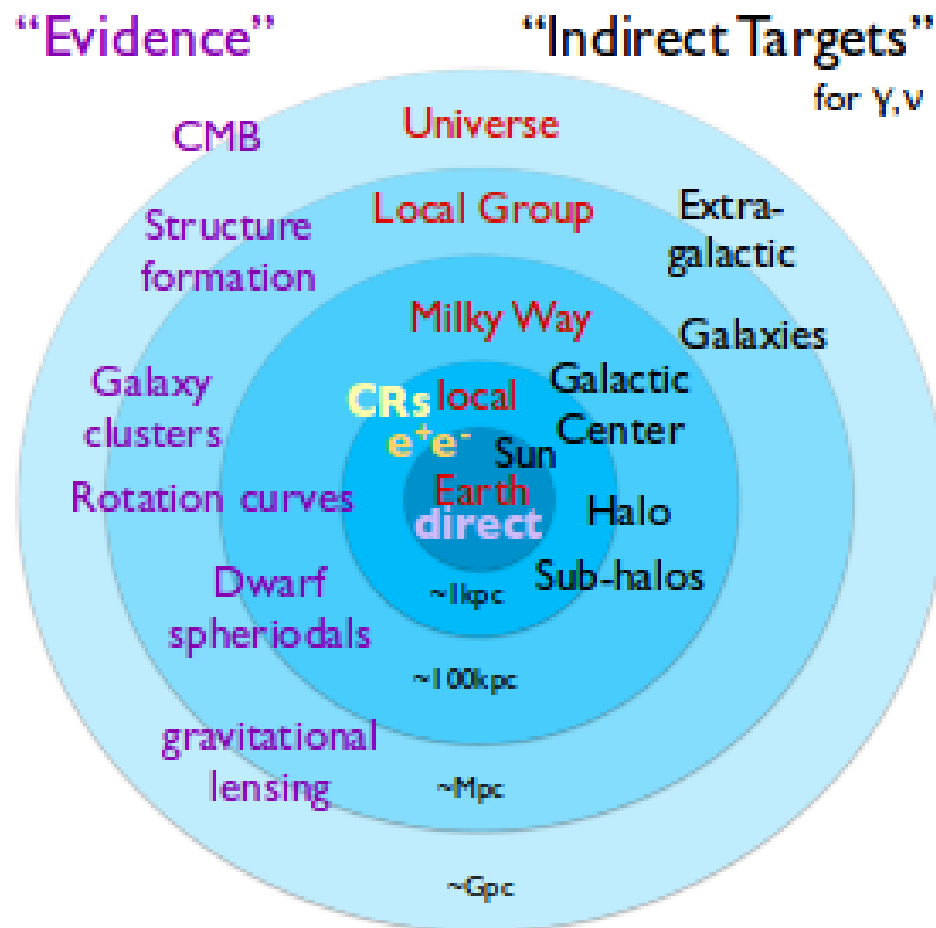 “Evidence”
“Indirect Targets”
for γ,ν
CMB
Universe
Structure
formation
Local Group
Extra-
galactic
Milky Way
Galaxies
Galaxy
clusters
CRs
e⁺e⁻
local
Galactic
Center
Sun
Rotation curves
Earth
direct
Halo
Dwarf
spheriodals
~1kpc
Sub-halos
~100kpc
gravitational
lensing
~Mpc
~Gpc